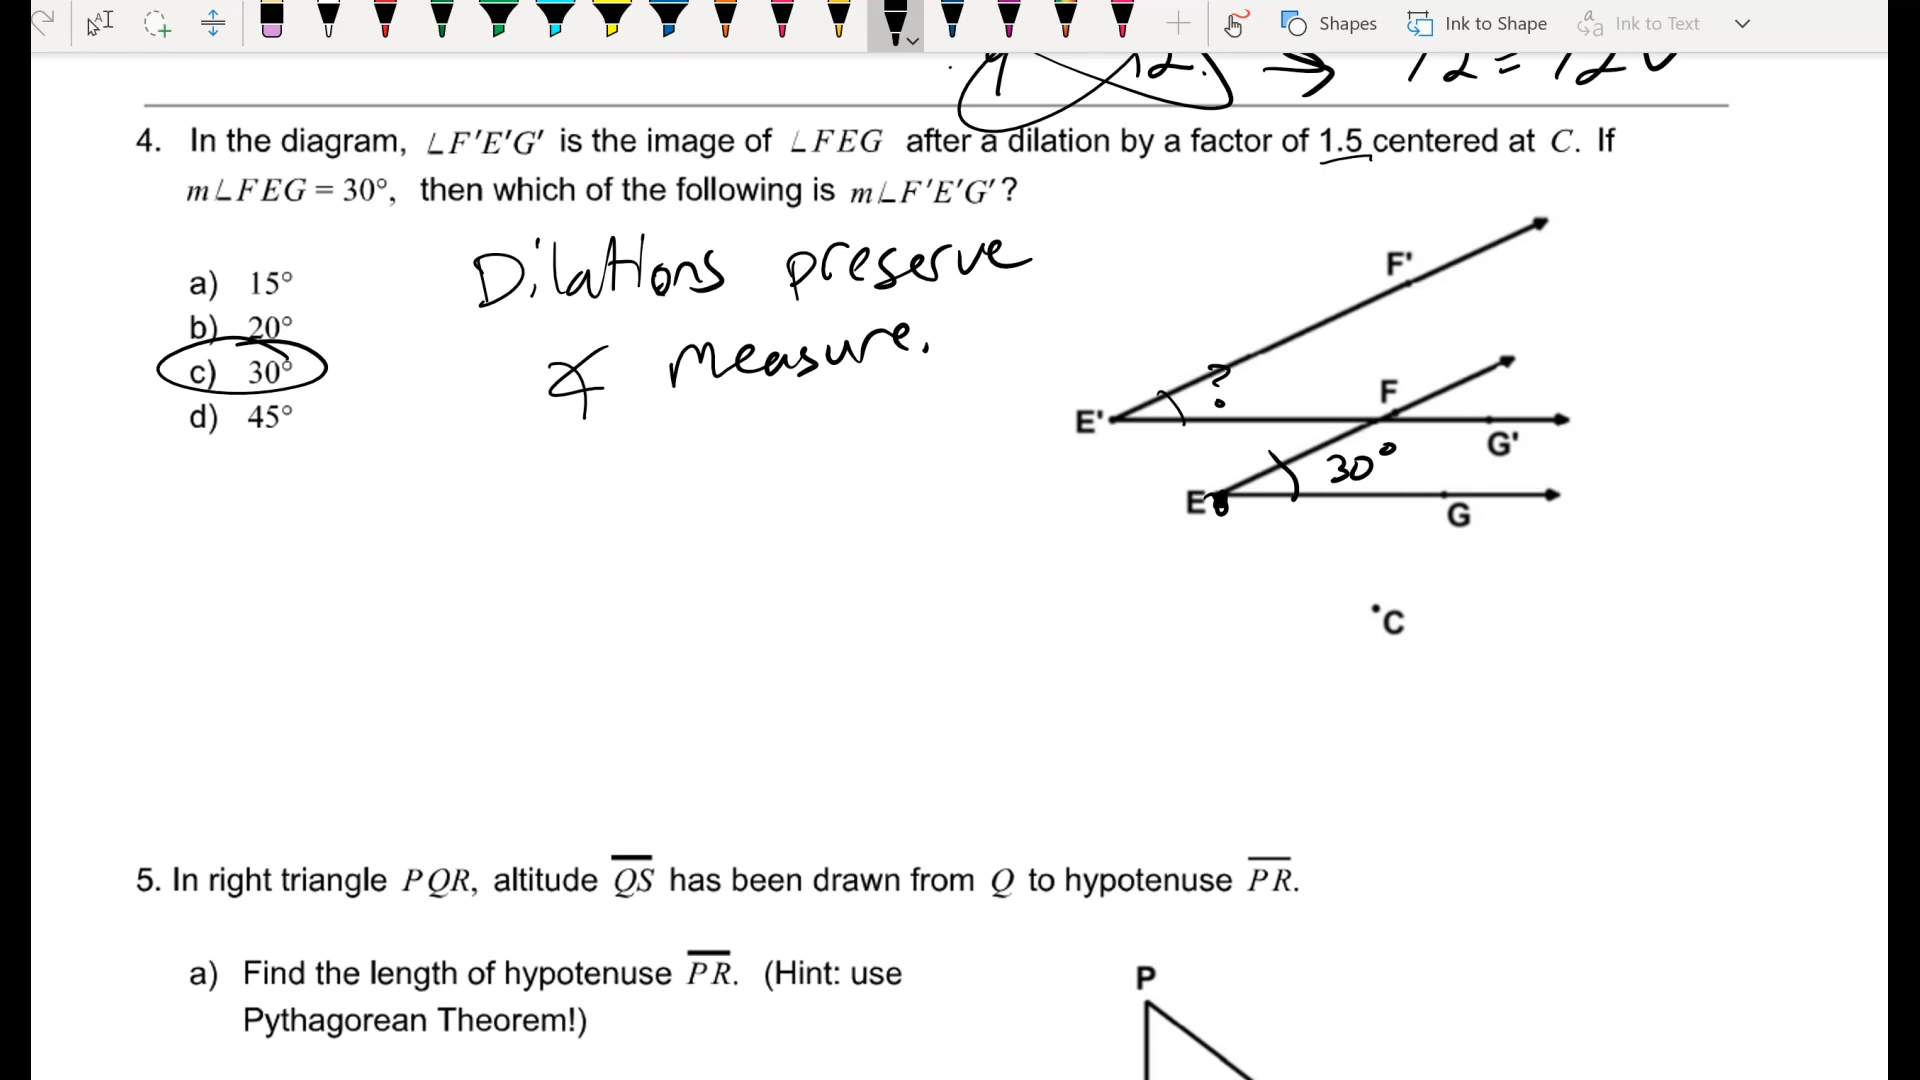 Shapes Ink to Shape Ink to Text
12.) → 72 = 72
4. In the diagram, ∠F'E'G' is the image of ∠FEG after a dilation by a factor of 1.5 centered at C. If
m∠FEG = 30°, then which of the following is m∠F'E'G'?
Dilations preserve
∡ measure.
a) 15°
b) 20°
c) 30°
d) 45°
F'
?
F
E'
G'
30°
E
G
C
5. In right triangle PQR, altitude QS has been drawn from Q to hypotenuse PR.
a) Find the length of hypotenuse PR. (Hint: use
Pythagorean Theorem!)
P